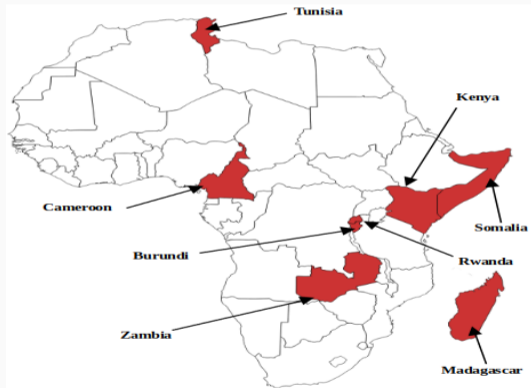 Tunisia
Kenya
Cameroon
Somalia
Burundi
Rwanda
Zambia
Madagascar